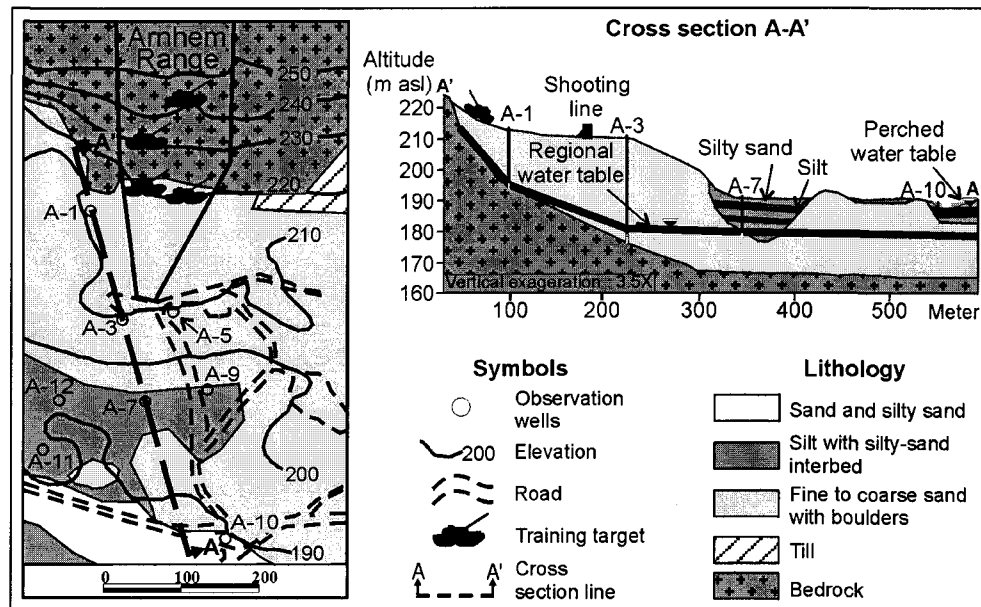 Arnhem
Range
250
240
230
220
210
200
190
A'
A-1
A-3
A-5
A-9
A-12
A-7
A-11
A-10
A
0 100 200
Cross section A-A'
Altitude
(m asl)
A'
220
210
200
190
180
170
160
A-1
Shooting
line
A-3
Regional
water table
Silty sand
A-7
Silt
Perched
water table
A-10
A
Vertical exageration : 3.5X
100 200 300 400 500 Meter
Symbols
Observation
wells
200 Elevation
Road
Training target
A A' Cross
section line
Lithology
Sand and silty sand
Silt with silty-sand
interbed
Fine to coarse sand
with boulders
Till
Bedrock